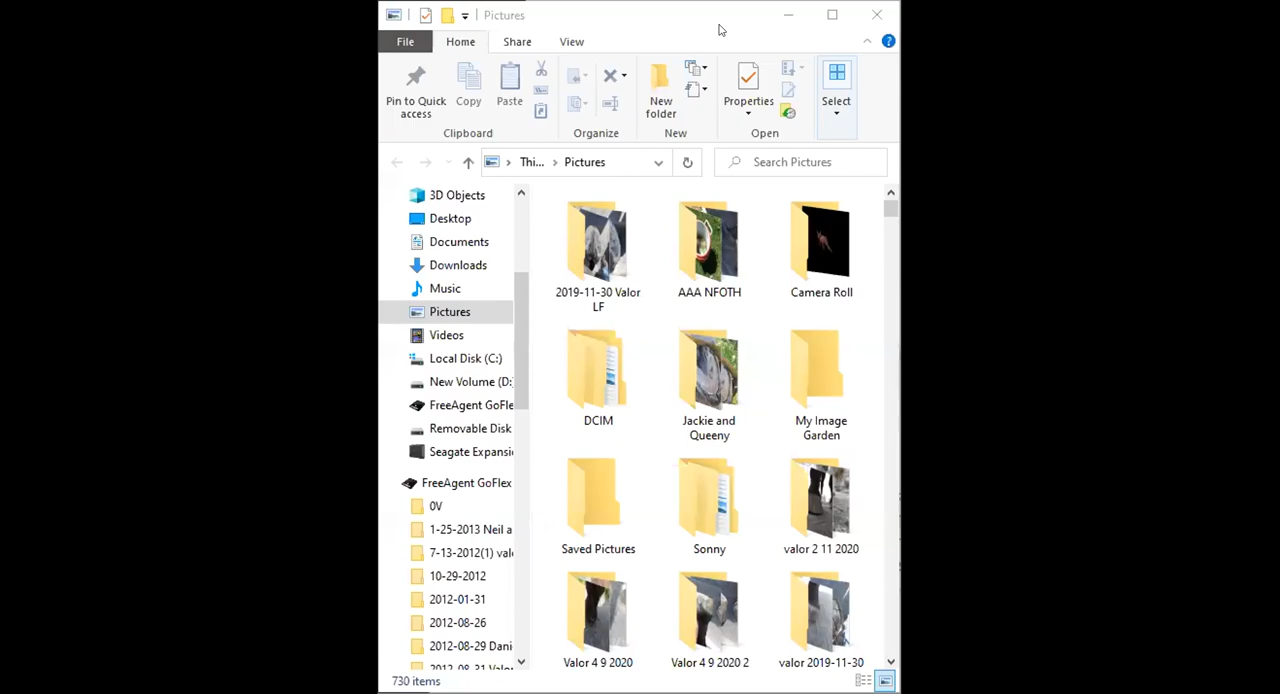 Pictures
File Home Share View
Pin to Quick
access
Copy
Paste
New
folder
Properties
Select
Clipboard Organize New Open
Thi... Pictures Search Pictures
3D Objects
Desktop
Documents
Downloads
Music
Pictures
Videos
Local Disk (C:)
New Volume (D:
FreeAgent GoFle
Removable Disk
Seagate Expansi
FreeAgent GoFlex
0V
1-25-2013 Neil a
7-13-2012(1) val
10-29-2012
2012-01-31
2012-08-26
2012-08-29 Dani
2012-08-31 Valo
2019-11-30 Valor
LF
AAA NFOTH
Camera Roll
DCIM
Jackie and
Queeny
My Image
Garden
Saved Pictures
Sonny
valor 2 11 2020
Valor 4 9 2020
Valor 4 9 2020 2
valor 2019-11-30
730 items